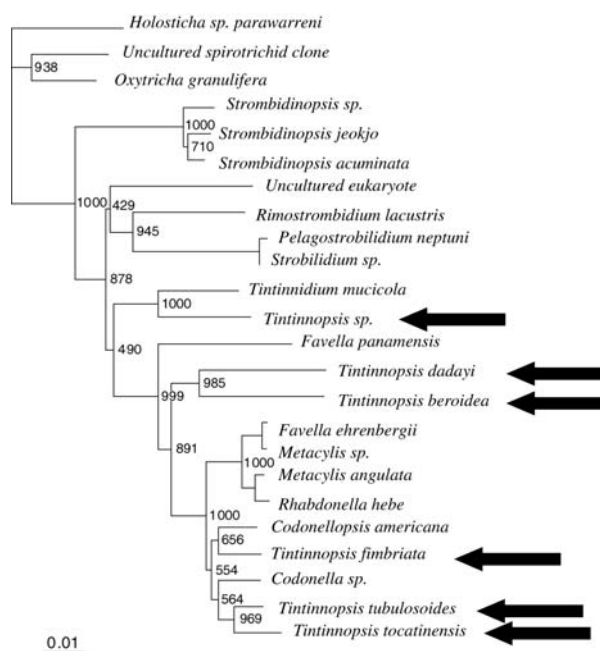 Holosticha sp. parawarreni
Uncultured spirotrichid clone
938
Oxytricha granulifera
Strombidinopsis sp.
1000
Strombidinopsis jeokjo
710
Strombidinopsis acuminata
Uncultured eukaryote
1000
429
Rimostrombidium lacustris
945
Pelagostrobilidium neptuni
Strobilidium sp.
878
Tintinnidium mucicola
1000
Tintinnopsis sp.
Favella panamensis
490
Tintinnopsis dadayi
985
999
Tintinnopsis beroidea
Favella ehrenbergii
891
Metacylis sp.
1000
Metacylis angulata
Rhabdonella hebe
1000
Codonellopsis americana
656
Tintinnopsis fimbriata
554
Codonella sp.
564
Tintinnopsis tubulosoides
969
Tintinnopsis tocatinensis
0.01